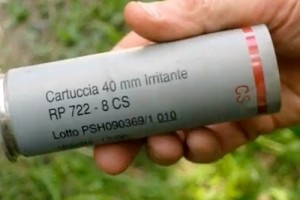 Cartuccia 40 mm Irritante
RP 722 - 8 CS
Lotto PSH090369/1 010
CS